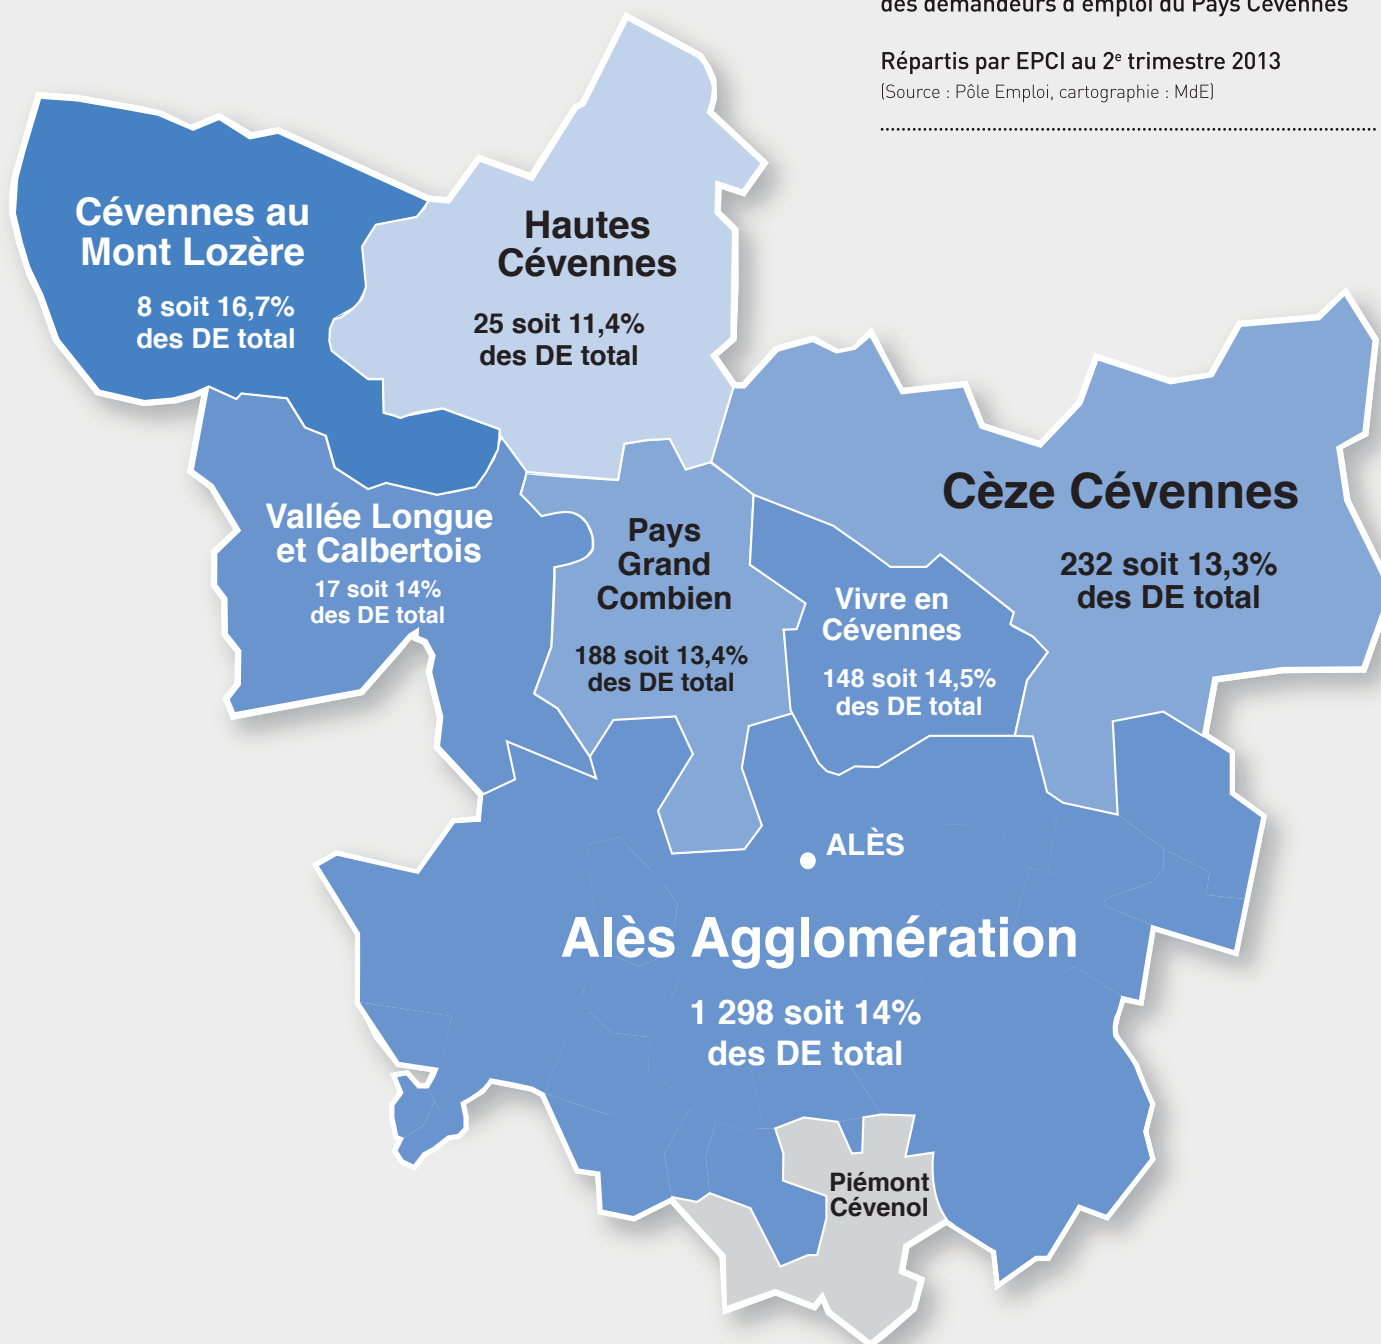 des demandeurs d'emploi du Pays Cévennes
Répartis par EPCI au 2e trimestre 2013
(Source : Pôle Emploi, cartographie : MdE)
Cévennes au
Mont Lozère
8 soit 16,7%
des DE total
Hautes
Cévennes
25 soit 11,4%
des DE total
Cèze Cévennes
232 soit 13,3%
des DE total
Vallée Longue
et Calbertois
17 soit 14%
des DE total
Pays
Grand
Combien
188 soit 13,4%
des DE total
Vivre en
Cévennes
148 soit 14,5%
des DE total
ALÈS
Alès Agglomération
1 298 soit 14%
des DE total
Piémont
Cévenol